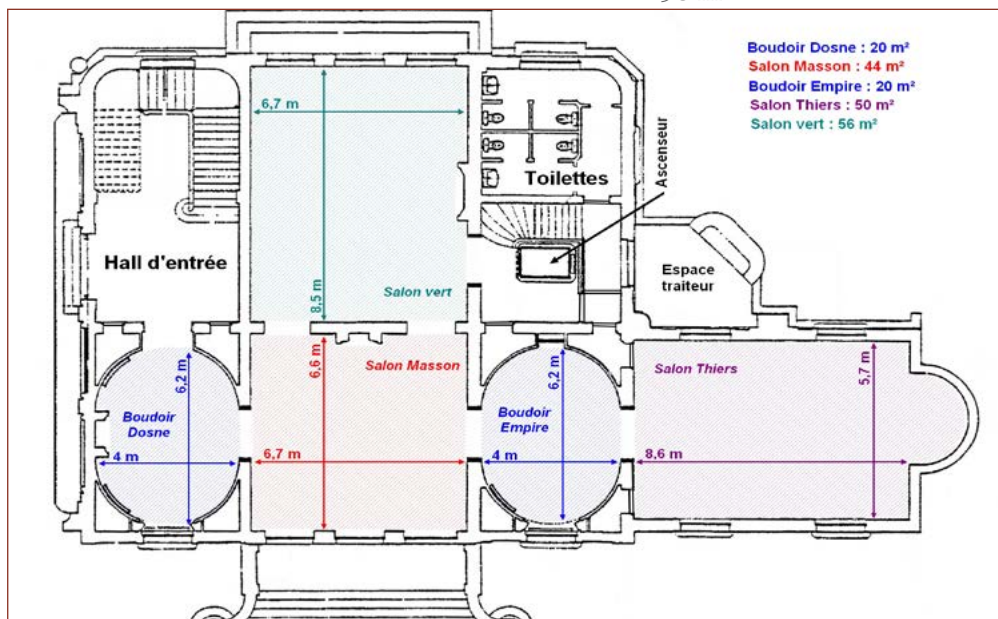 Boudoir Dosne : 20 m²
Salon Masson : 44 m²
Boudoir Empire : 20 m²
Salon Thiers : 50 m²
Salon vert : 56 m²
6,7 m
8,5 m
Salon vert
Hall d'entrée
Toilettes
Ascenseur
Espace
traiteur
6,2 m
Boudoir
Dosne
4 m
6,6 m
Salon Masson
6,7 m
6,2 m
Boudoir
Empire
4 m
Salon Thiers
5,7 m
8,6 m